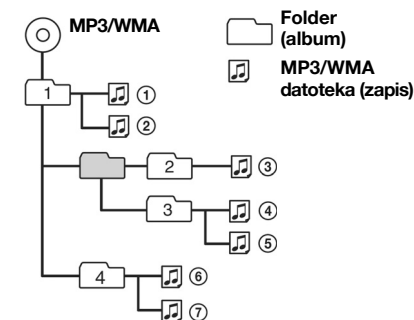 MP3/WMA
Folder
(album)
MP3/WMA
datoteka (zapis)
1
①
②
2
③
3
④
⑤
4
⑥
⑦